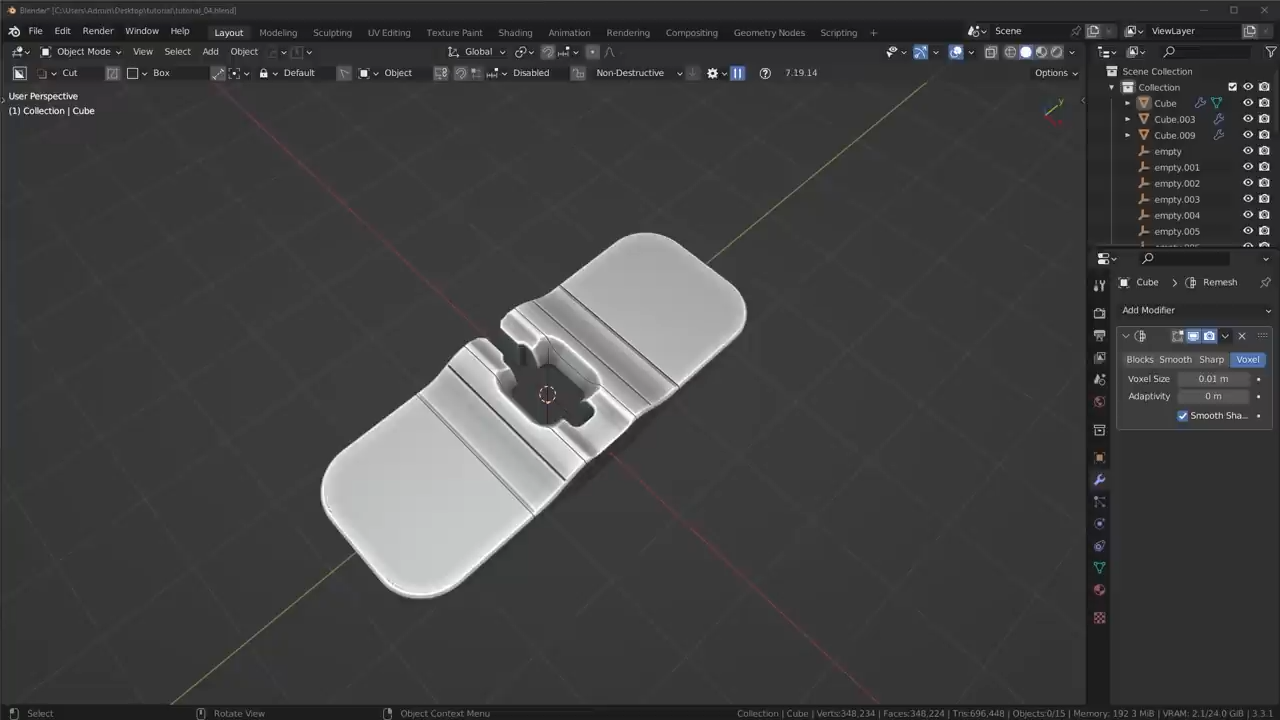 Blender* [C:\Users\Admin\Desktop\tutorial\tutorial_04.blend]
File Edit Render Window Help Layout Modeling Sculpting UV Editing Texture Paint Shading Animation Rendering Compositing Geometry Nodes Scripting + Scene ViewLayer
Object Mode View Select Add Object Global
Cut Box Default Object Disabled Non-Destructive 7.19.14 Options
User Perspective
(1) Collection | Cube
Scene Collection
Collection
Cube
Cube.003
Cube.009
empty
empty.001
empty.002
empty.003
empty.004
empty.005
Cube > Remesh
Add Modifier
Blocks Smooth Sharp Voxel
Voxel Size 0.01 m
Adaptivity 0 m
Smooth Sha...
Select Rotate View Object Context Menu Collection | Cube | Verts:348,234 | Faces:348,224 | Tris:696,448 | Objects:0/15 | Memory: 192.3 MiB | VRAM: 2.1/24.0 GiB | 3.3.1